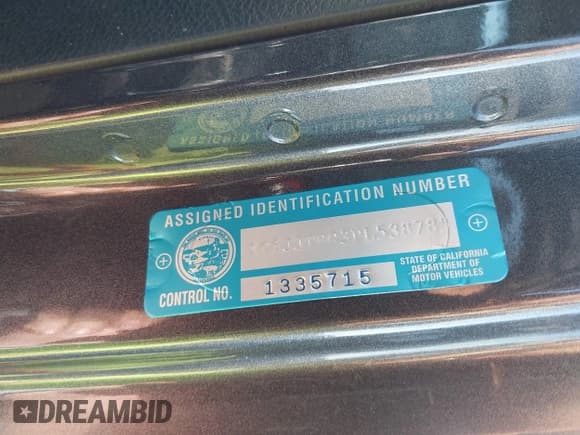 ASSIGNED IDENTIFICATION NUMBER
CONTROL NO. 1335715
STATE OF CALIFORNIA
DEPARTMENT OF
MOTOR VEHICLES
DREAMBID